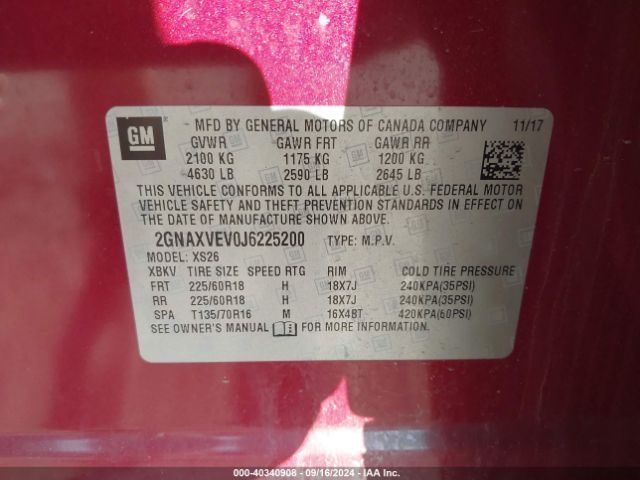 GM
MFD BY GENERAL MOTORS OF CANADA COMPANY 11/17
GVWR GAWR FRT GAWR RR
2100 KG 1175 KG 1200 KG
4630 LB 2590 LB 2645 LB
THIS VEHICLE CONFORMS TO ALL APPLICABLE U.S. FEDERAL MOTOR
VEHICLE SAFETY AND THEFT PREVENTION STANDARDS IN EFFECT ON
THE DATE OF MANUFACTURE SHOWN ABOVE.
2GNAXVEV0J6225200 TYPE: M.P.V.
MODEL: XS26
XBKV TIRE SIZE SPEED RTG RIM COLD TIRE PRESSURE
FRT 225/60R18 H 18X7J 240KPA(35PSI)
RR 225/60R18 H 18X7J 240KPA(35PSI)
SPA T135/70R16 M 16X4BT 420KPA(60PSI)
SEE OWNER'S MANUAL FOR MORE INFORMATION.
Stock: 40340908 - 09/16/2024 - IAA Inc.